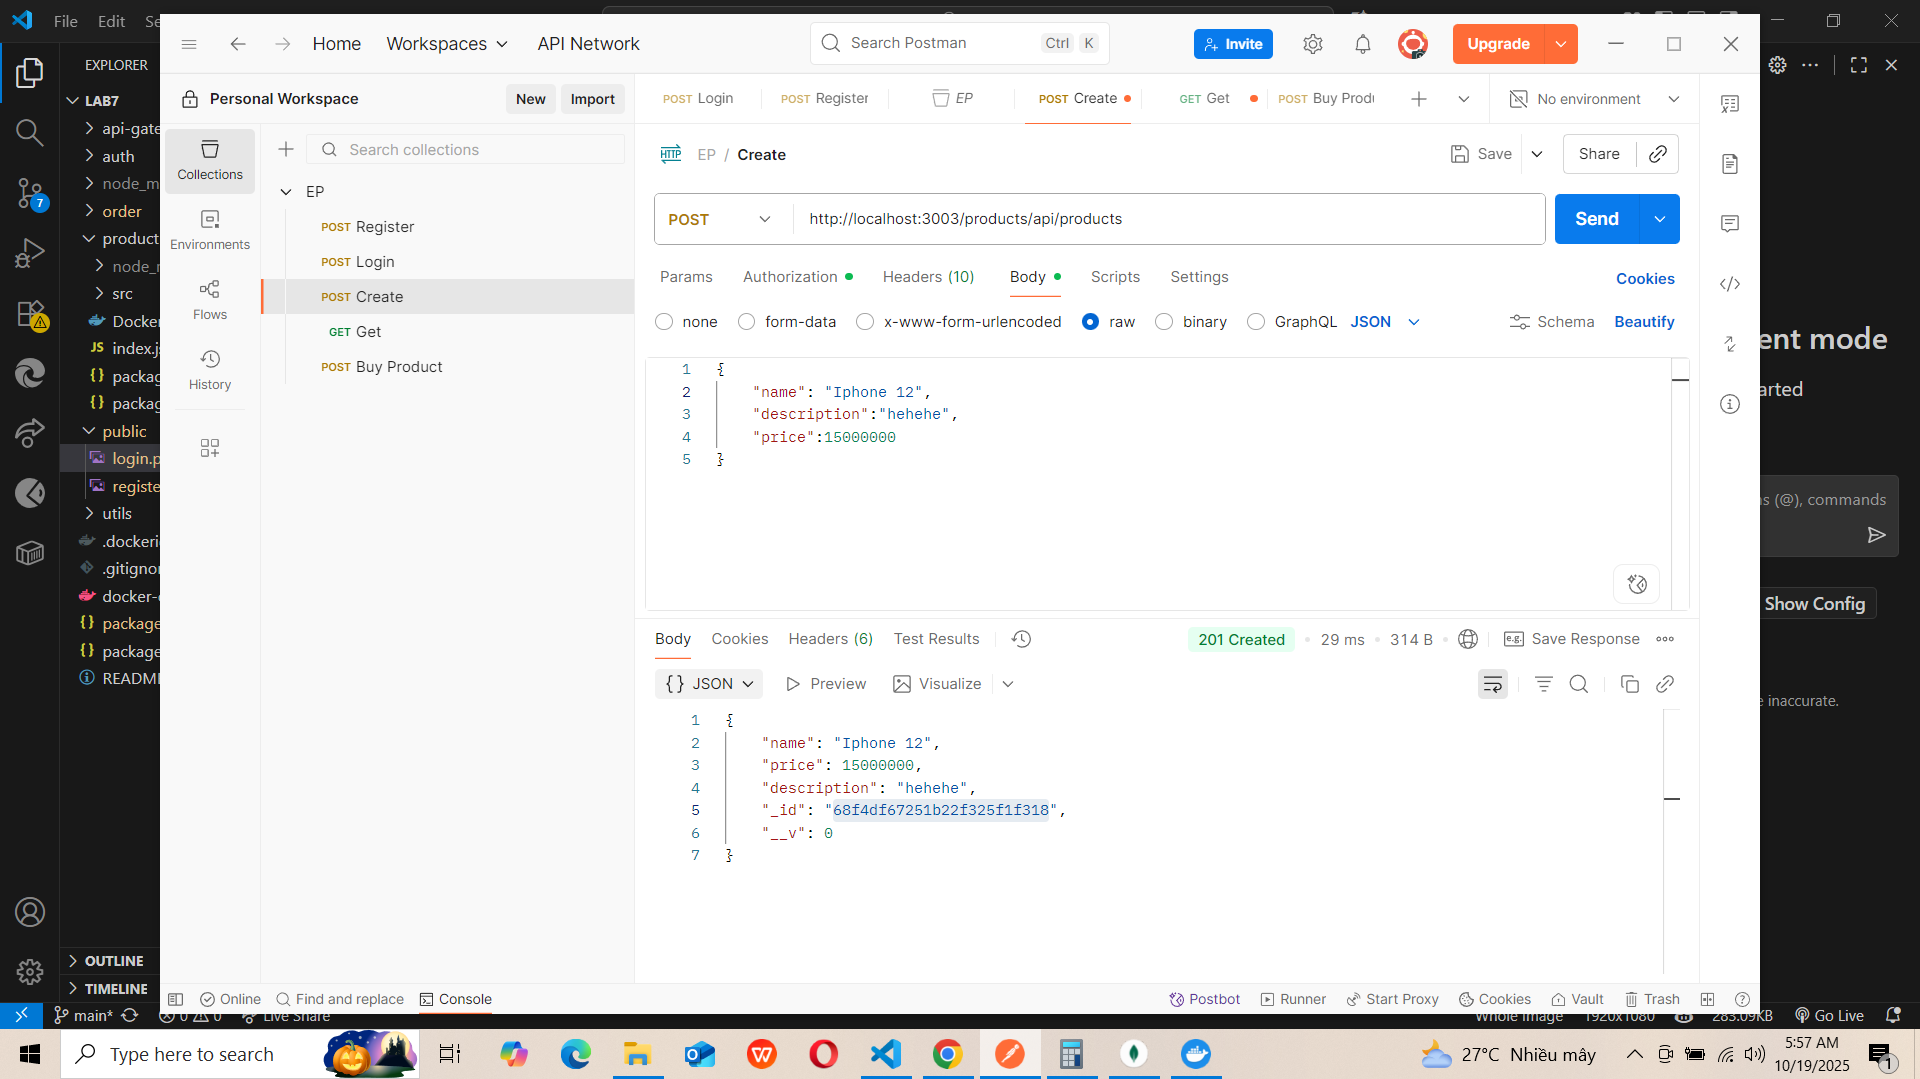 File Edit Se
Home Workspaces API Network
Search Postman Ctrl K
Invite
Upgrade
EXPLORER
Personal Workspace
New Import
POST Login POST Register EP POST Create GET Get POST Buy Produ
No environment
LAB7
api-gate
auth
node_m
order
product
node_r
src
Docker
index.js
packag
packag
public
login.p
registe
utils
.dockeri
.gitignor
docker-c
package
package
README
OUTLINE
TIMELINE
Collections
Environments
Flows
History
Search collections
EP
POST Register
POST Login
POST Create
GET Get
POST Buy Product
HTTP EP / Create
Save Share
POST http://localhost:3003/products/api/products
Send
Params Authorization Headers (10) Body Scripts Settings Cookies
none form-data x-www-form-urlencoded raw binary GraphQL JSON Schema Beautify
1 {
2 "name": "Iphone 12",
3 "description":"hehehe",
4 "price":15000000
5 }
Body Cookies Headers (6) Test Results 201 Created 29 ms 314 B e.g. Save Response
{} JSON Preview Visualize
1 {
2 "name": "Iphone 12",
3 "price": 15000000,
4 "description": "hehehe",
5 "_id": "68f4df67251b22f325f1f318",
6 "__v": 0
7 }
ent mode
arted
s (@), commands
Show Config
e inaccurate.
7
Online Find and replace Console Postbot Runner Start Proxy Cookies Vault Trash
main* 0 0 Live Share Whole Image 1920x1080 283.09KB Go Live
Type here to search
27°C Nhiều mây
5:57 AM
10/19/2025
1